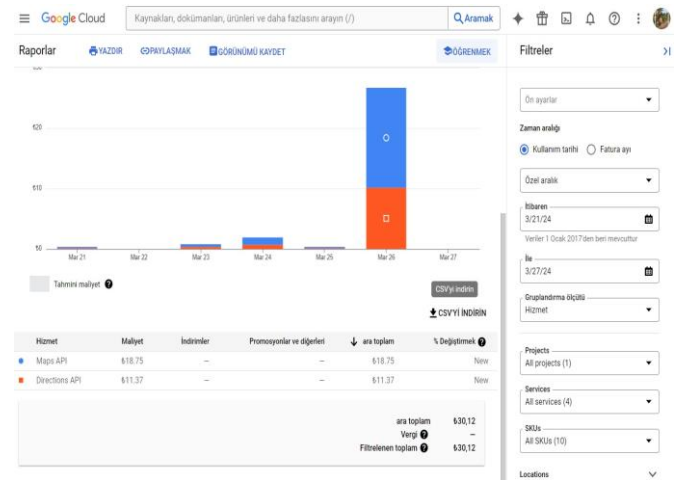 Google Cloud
Kaynakları, dokümanları, ürünleri ve daha fazlasını arayın (/)
Aramak
Raporlar
YAZDIR
PAYLAŞMAK
GÖRÜNÜMÜ KAYDET
ÖĞRENMEK
Filtreler
₺20
₺10
₺0
Mar 21
Mar 22
Mar 23
Mar 24
Mar 25
Mar 26
Mar 27
Tahmini maliyet
CSV'yi indirin
CSV'Yİ İNDİRİN
Hizmet Maliyet İndirimler Promosyonlar ve diğerleri ara toplam % Değiştirmek
Maps API ₺18.75 – – ₺18.75 New
Directions API ₺11.37 – – ₺11.37 New
ara toplam ₺30,12
Vergi –
Filtrelenen toplam ₺30,12
Ön ayarlar
Zaman aralığı
Kullanım tarihi Fatura ayı
Özel aralık
İtibaren
3/21/24
Veriler 1 Ocak 2017'den beri mevcuttur
İle
3/27/24
Gruplandırma ölçütü
Hizmet
Projects
All projects (1)
Services
All services (4)
SKUs
All SKUs (10)
Locations